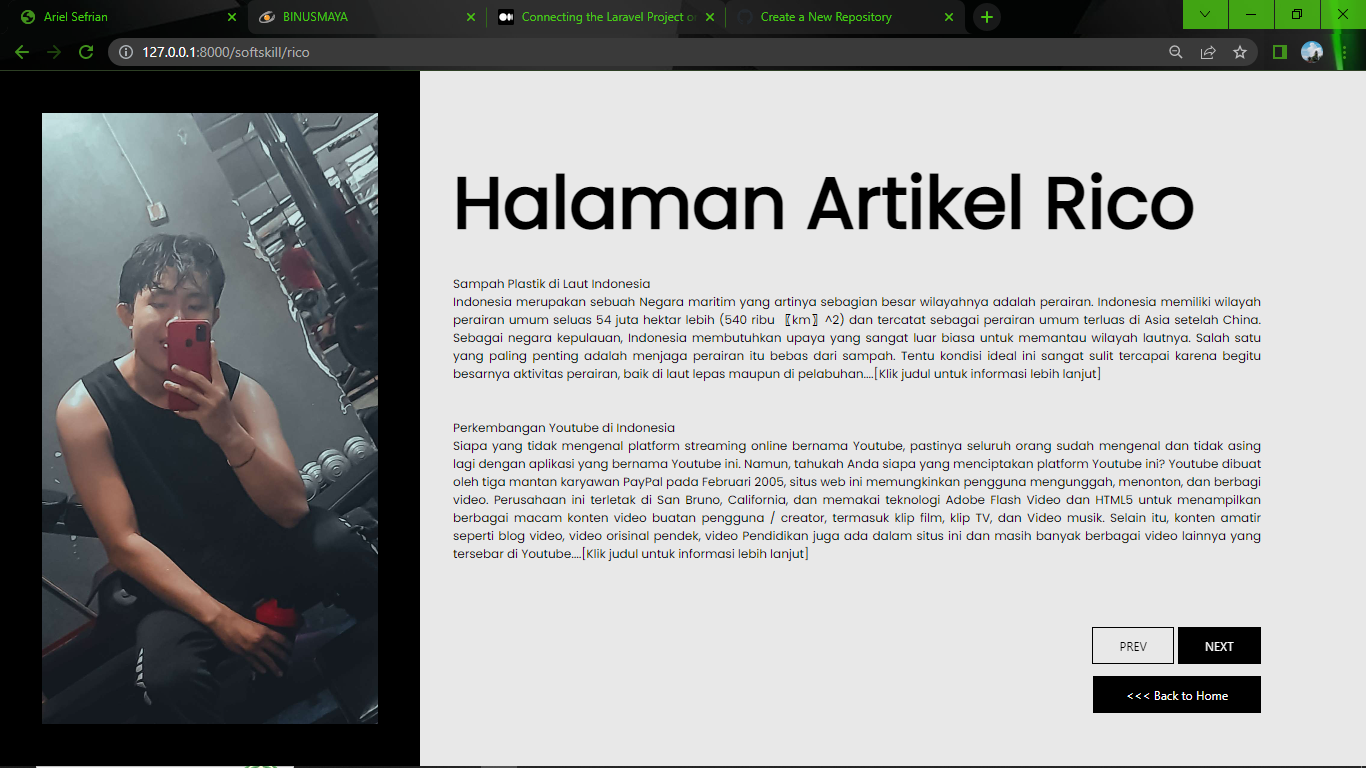 Ariel Sefrian
BINUSMAYA
Connecting the Laravel Project o
Create a New Repository
127.0.0.1:8000/softskill/rico
Halaman Artikel Rico
Sampah Plastik di Laut Indonesia
Indonesia merupakan sebuah Negara maritim yang artinya sebagian besar wilayahnya adalah perairan. Indonesia memiliki wilayah
perairan umum seluas 54 juta hektar lebih (540 ribu 〖km〗^2) dan tercatat sebagai perairan umum terluas di Asia setelah China.
Sebagai negara kepulauan, Indonesia membutuhkan upaya yang sangat luar biasa untuk memantau wilayah lautnya. Salah satu
yang paling penting adalah menjaga perairan itu bebas dari sampah. Tentu kondisi ideal ini sangat sulit tercapai karena begitu
besarnya aktivitas perairan, baik di laut lepas maupun di pelabuhan....[Klik judul untuk informasi lebih lanjut]
Perkembangan Youtube di Indonesia
Siapa yang tidak mengenal platform streaming online bernama Youtube, pastinya seluruh orang sudah mengenal dan tidak asing
lagi dengan aplikasi yang bernama Youtube ini. Namun, tahukah Anda siapa yang menciptakan platform Youtube ini? Youtube dibuat
oleh tiga mantan karyawan PayPal pada Februari 2005, situs web ini memungkinkan pengguna mengunggah, menonton, dan berbagi
video. Perusahaan ini terletak di San Bruno, California, dan memakai teknologi Adobe Flash Video dan HTML5 untuk menampilkan
berbagai macam konten video buatan pengguna / creator, termasuk klip film, klip TV, dan Video musik. Selain itu, konten amatir
seperti blog video, video orisinal pendek, video Pendidikan juga ada dalam situs ini dan masih banyak berbagai video lainnya yang
tersebar di Youtube....[Klik judul untuk informasi lebih lanjut]
PREV
NEXT
<<< Back to Home